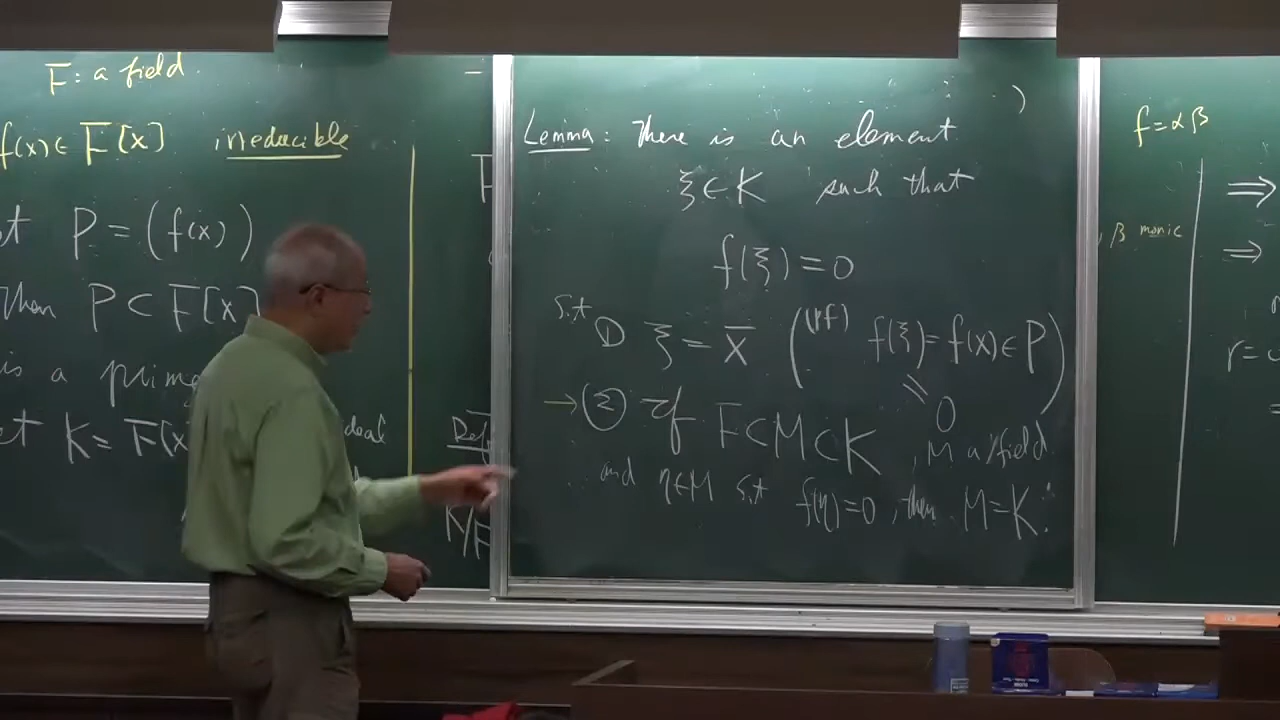 F: a field
f(x) ∈ F[x] irreducible
P = (f(x))
Then P ⊂ F[x]
is a prime
K = F[x
deal
Lemma: There is an element
ξ ∈ K such that
f(ξ) = 0
s.t ① ξ = x̄ ((pf) f(ξ) = f(x) ∈ P)
0
→ ② If F ⊂ M ⊂ K, M a field
and η ∈ M s.t f(η) = 0, then M = K.
f = αβ
, β monic
⇒
⇒
r =